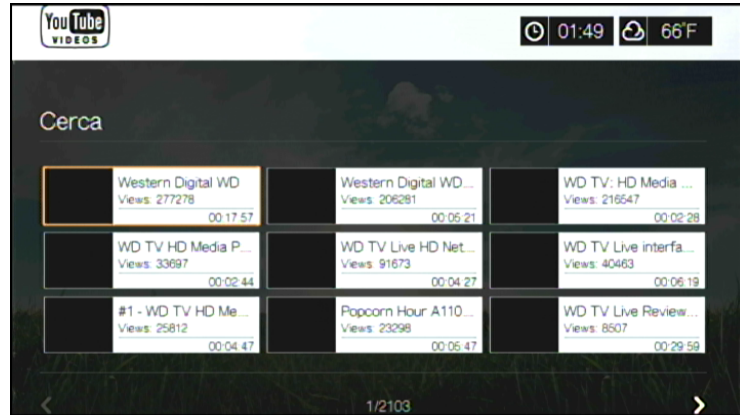 You Tube
VIDEOS
01:49
66°F
Cerca
Western Digital WD
Views: 277278
00:17:57
Western Digital WD...
Views: 206281
00:05:21
WD TV: HD Media ...
Views: 216547
00:02:28
WD TV HD Media P...
Views: 33697
00:02:44
WD TV Live HD Net...
Views: 91673
00:04:27
WD TV Live interfa...
Views: 40463
00:06:19
#1 - WD TV HD Me...
Views: 25812
00:04:47
Popcorn Hour A110...
Views: 23298
00:05:47
WD TV Live Review...
Views: 8507
00:29:59
1/2103